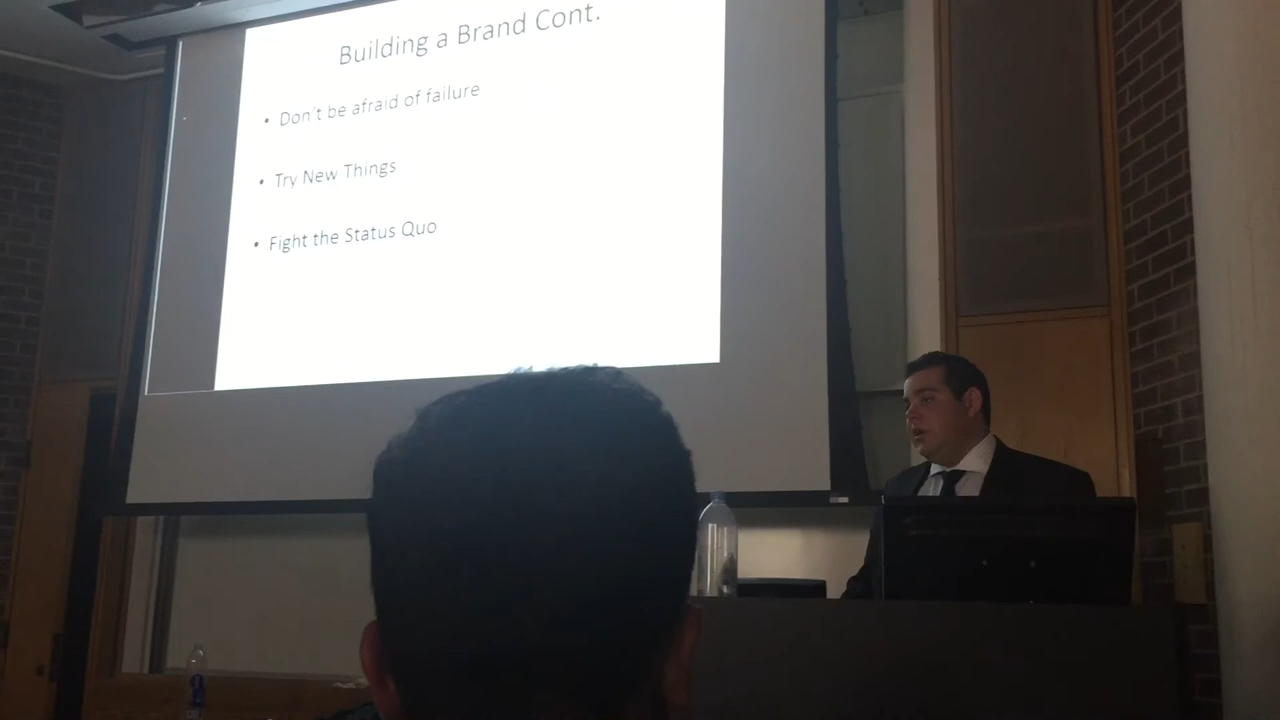 Building a Brand Cont.
• Don't be afraid of failure
• Try New Things
• Fight the Status Quo